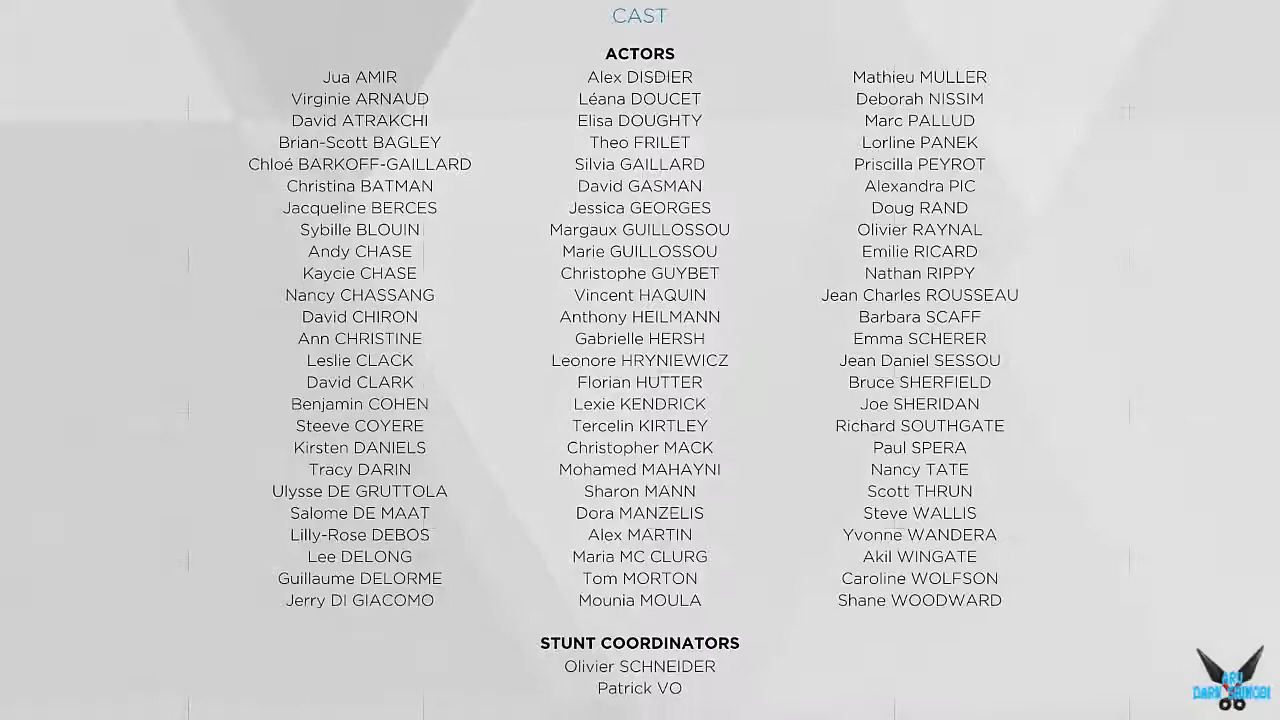 CAST
ACTORS
Jua AMIR
Virginie ARNAUD
David ATRAKCHI
Brian-Scott BAGLEY
Chloé BARKOFF-GAILLARD
Christina BATMAN
Jacqueline BERCES
Sybille BLOUIN
Andy CHASE
Kaycie CHASE
Nancy CHASSANG
David CHIRON
Ann CHRISTINE
Leslie CLACK
David CLARK
Benjamin COHEN
Steeve COYERE
Kirsten DANIELS
Tracy DARIN
Ulysse DE GRUTTOLA
Salome DE MAAT
Lilly-Rose DEBOS
Lee DELONG
Guillaume DELORME
Jerry DI GIACOMO
Alex DISDIER
Léana DOUCET
Elisa DOUGHTY
Theo FRILET
Silvia GAILLARD
David GASMAN
Jessica GEORGES
Margaux GUILLOSSOU
Marie GUILLOSSOU
Christophe GUYBET
Vincent HAQUIN
Anthony HEILMANN
Gabrielle HERSH
Leonore HRYNIEWICZ
Florian HUTTER
Lexie KENDRICK
Tercelin KIRTLEY
Christopher MACK
Mohamed MAHAYNI
Sharon MANN
Dora MANZELIS
Alex MARTIN
Maria MC CLURG
Tom MORTON
Mounia MOULA
Mathieu MULLER
Deborah NISSIM
Marc PALLUD
Lorline PANEK
Priscilla PEYROT
Alexandra PIC
Doug RAND
Olivier RAYNAL
Emilie RICARD
Nathan RIPPY
Jean Charles ROUSSEAU
Barbara SCAFF
Emma SCHERER
Jean Daniel SESSOU
Bruce SHERFIELD
Joe SHERIDAN
Richard SOUTHGATE
Paul SPERA
Nancy TATE
Scott THRUN
Steve WALLIS
Yvonne WANDERA
Akil WINGATE
Caroline WOLFSON
Shane WOODWARD
STUNT COORDINATORS
Olivier SCHNEIDER
Patrick VO
DARK SHINOBI